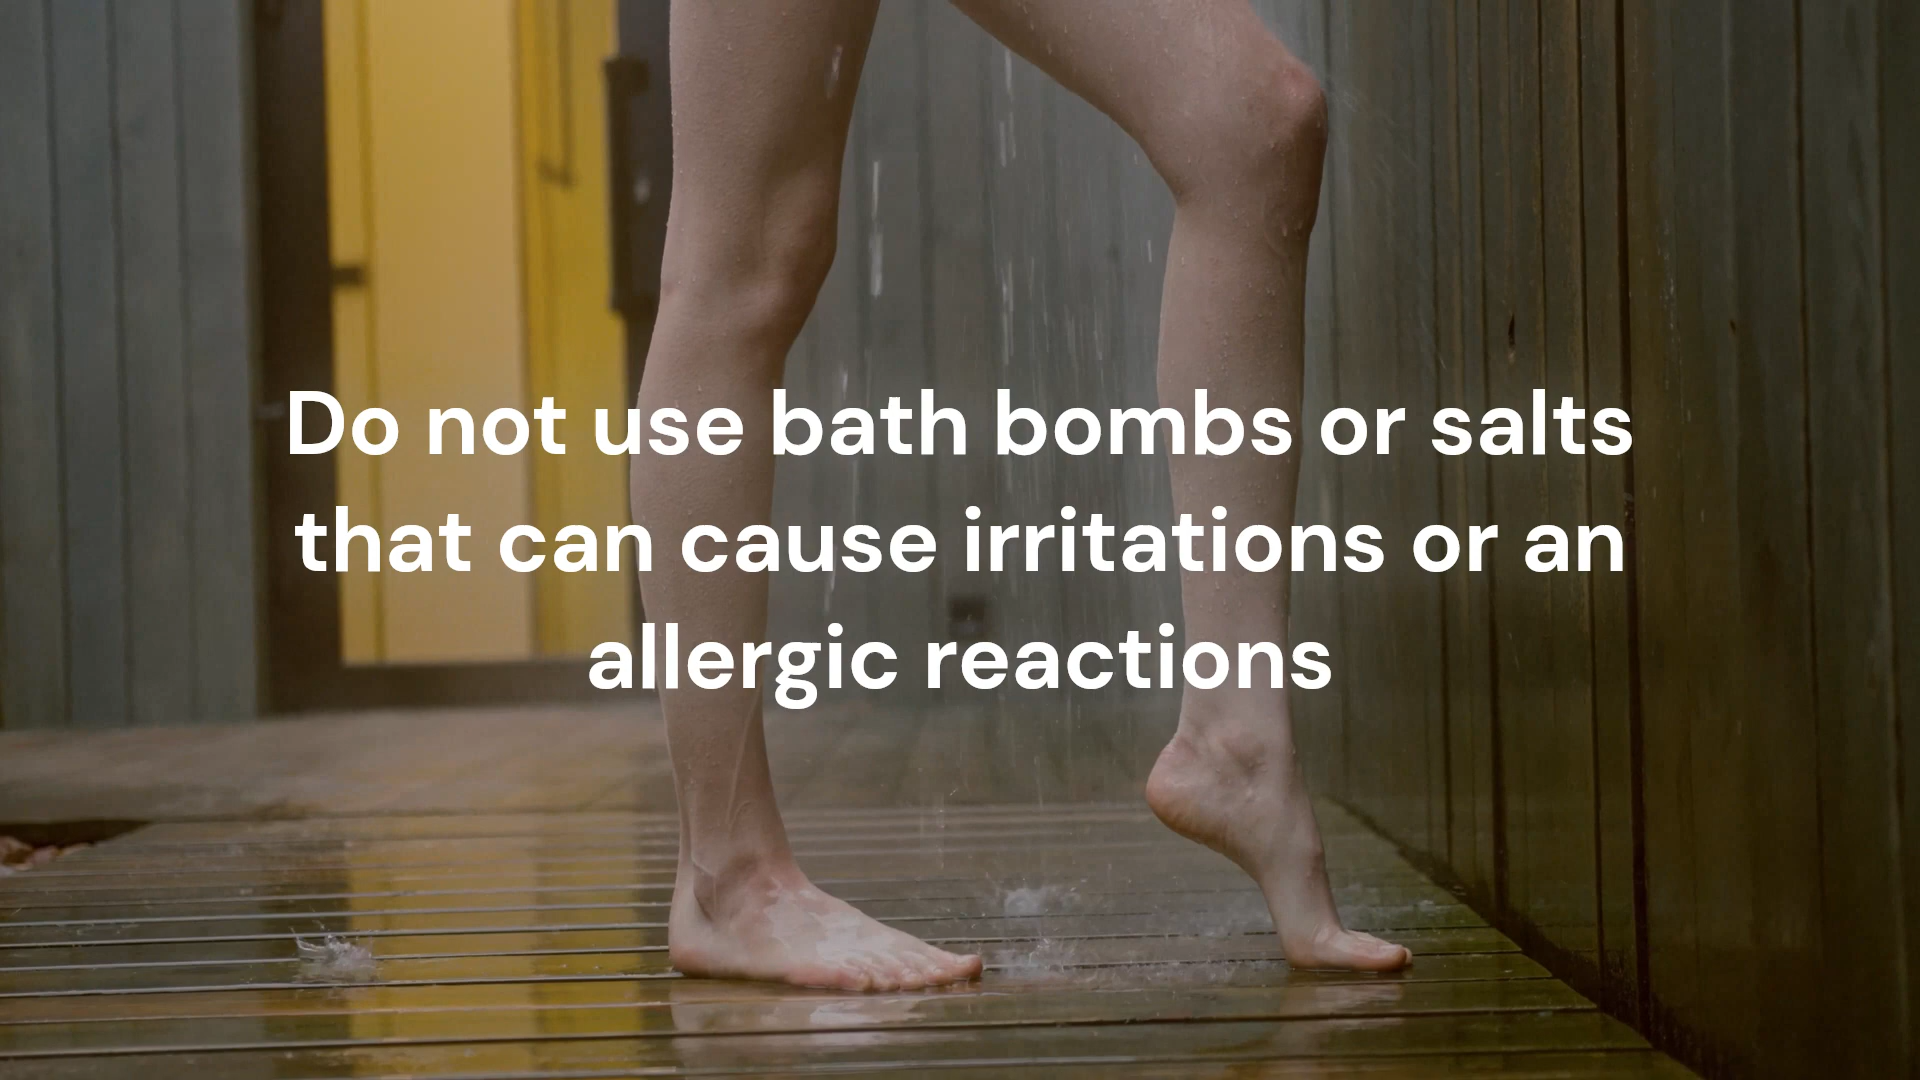 Do not use bath bombs or salts
that can cause irritations or an
allergic reactions